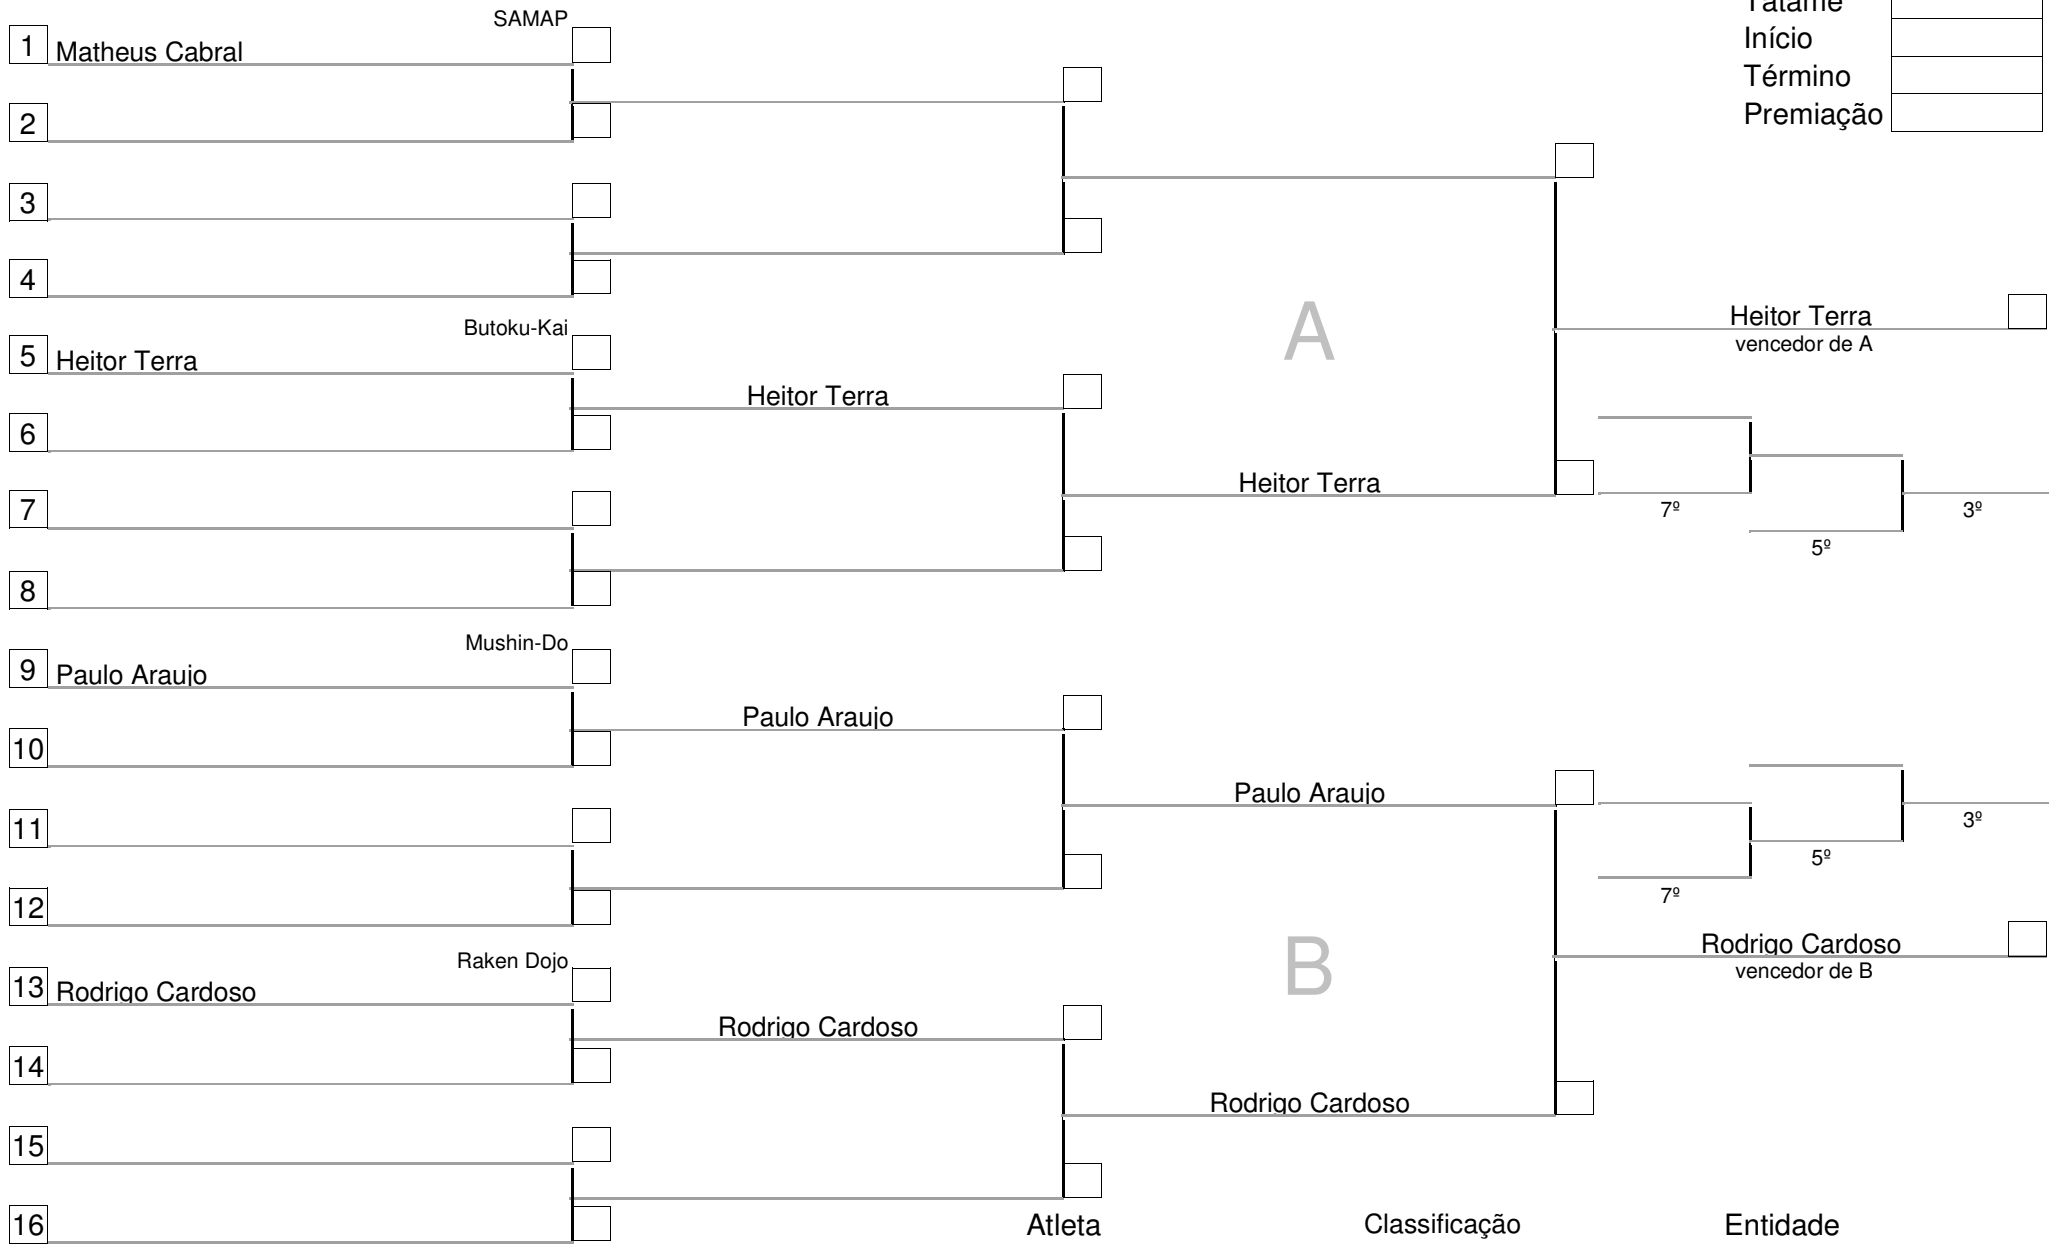 Tatame
SAMAP
1 Matheus Cabral
Início
Término
2
Premiação
3
4
A
Butoku-Kai
Heitor Terra
vencedor de A
5 Heitor Terra
Heitor Terra
6
Heitor Terra
7
7º
3º
5º
8
Mushin-Do
9 Paulo Araujo
Paulo Araujo
10
Paulo Araujo
11
3º
5º
12
7º
B
Rodrigo Cardoso
vencedor de B
Raken Dojo
13 Rodrigo Cardoso
Rodrigo Cardoso
14
Rodrigo Cardoso
15
16
Atleta Classificação Entidade